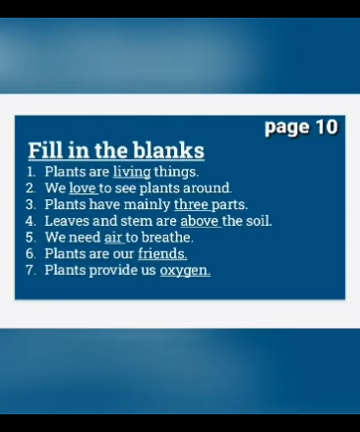 page 10
Fill in the blanks
1. Plants are living things.
2. We love to see plants around.
3. Plants have mainly three parts.
4. Leaves and stem are above the soil.
5. We need air to breathe.
6. Plants are our friends.
7. Plants provide us oxygen.